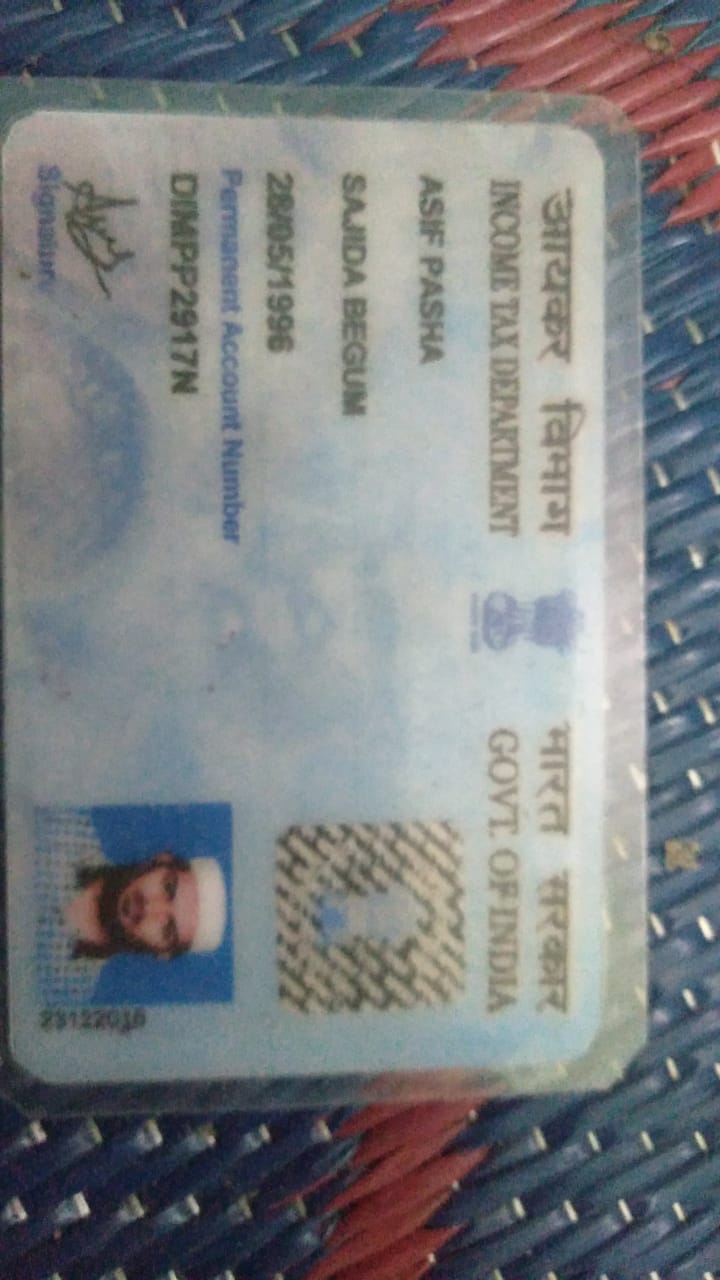 आयकर विभाग
INCOME TAX DEPARTMENT
भारत सरकार
GOVT. OF INDIA
ASIF PASHA
SAJIDA BEGUM
28/05/1996
Permanent Account Number
DIMPP2917N
Signature